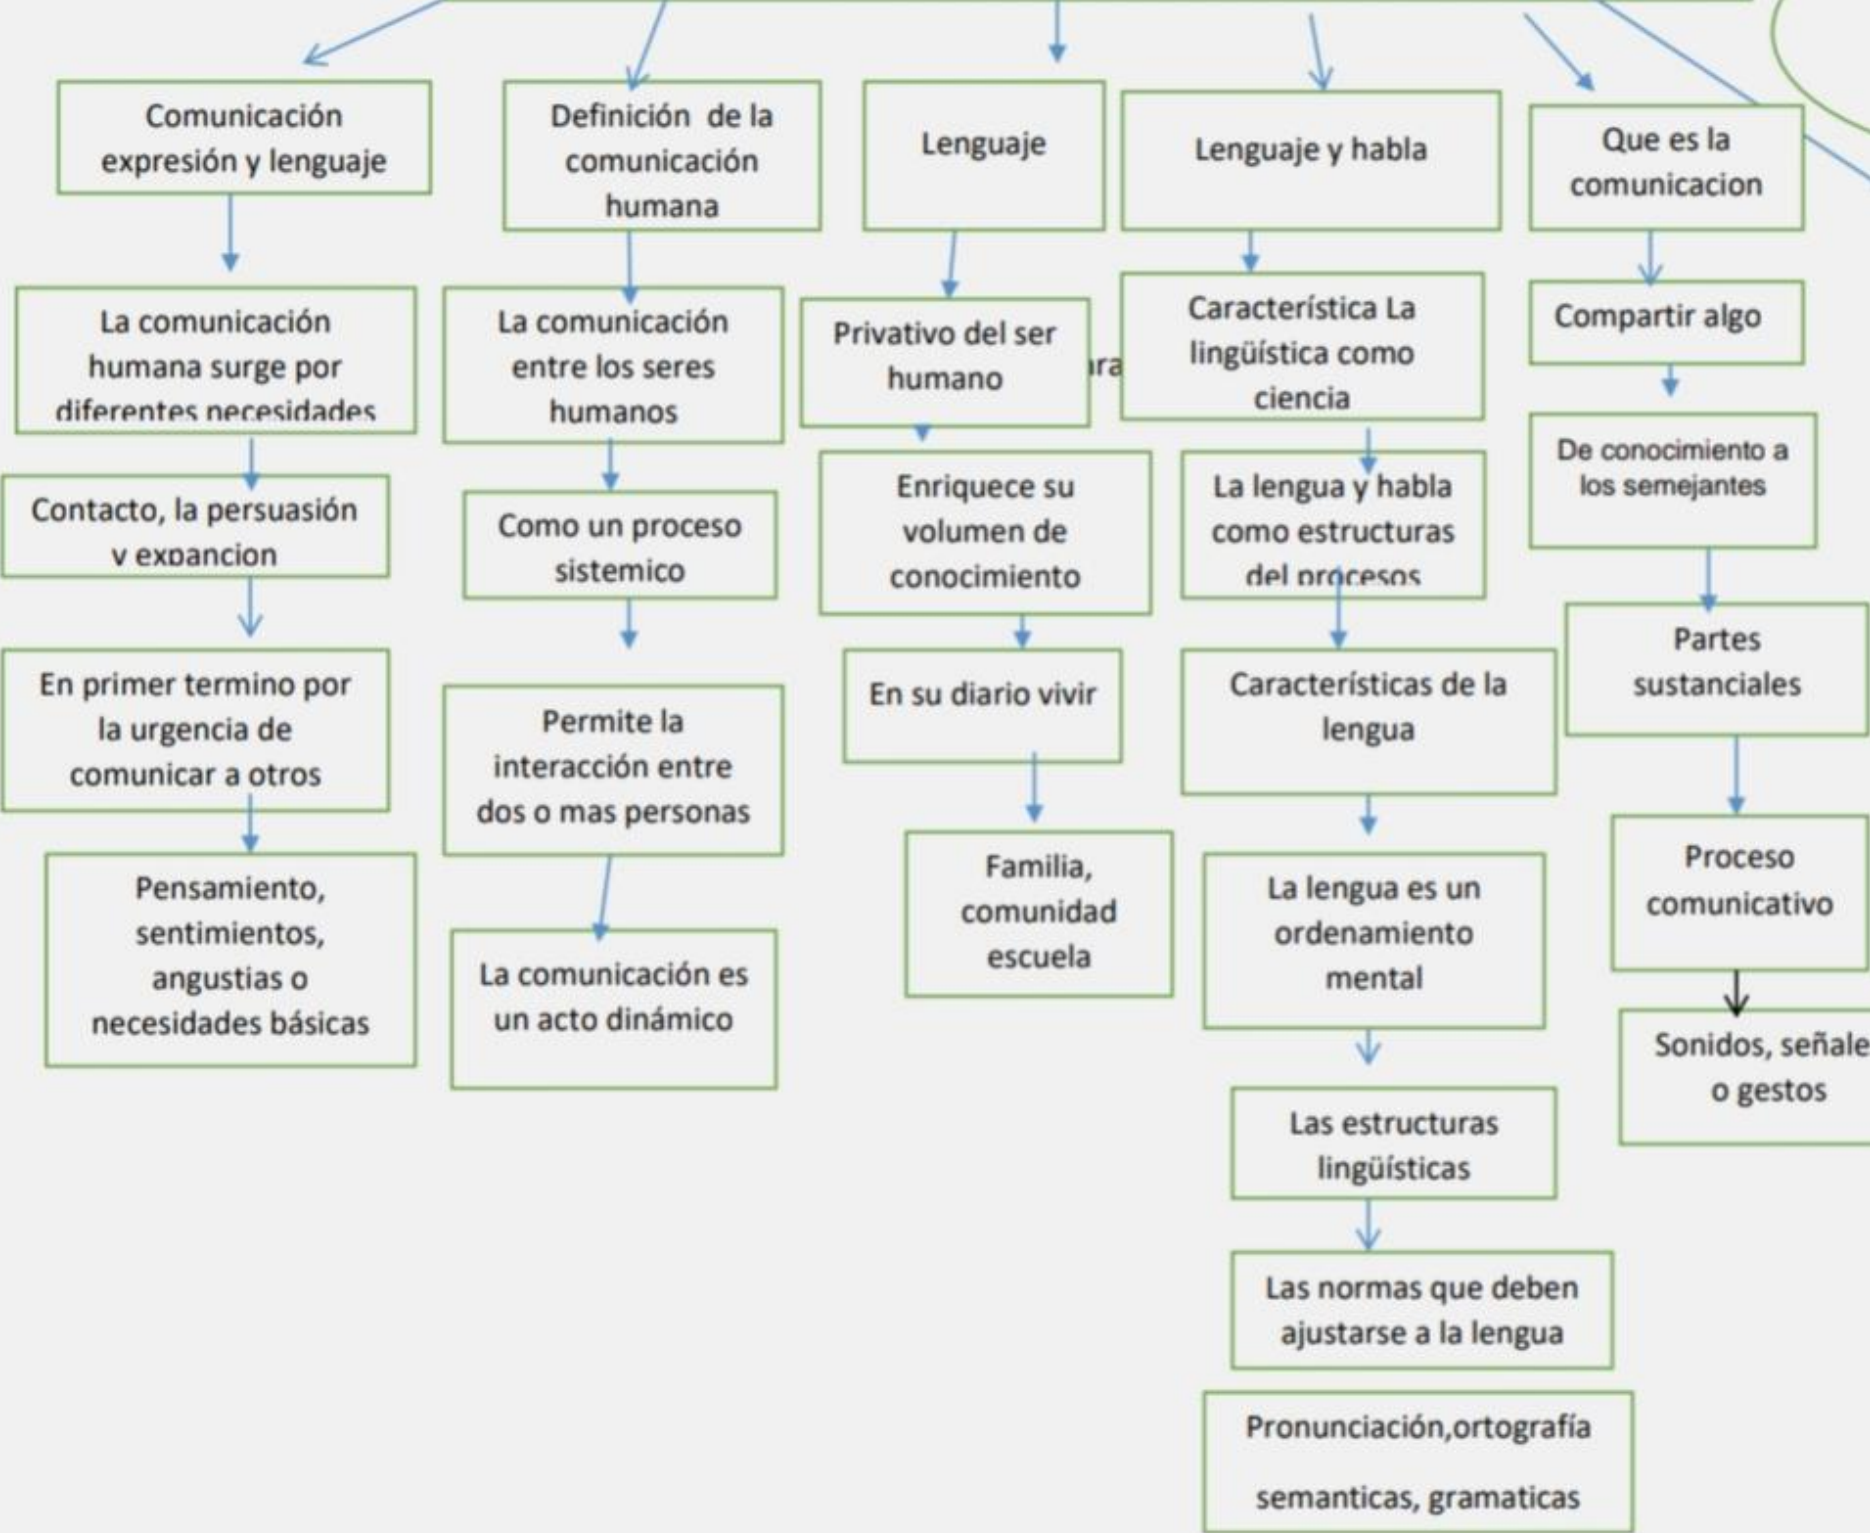 Comunicación
expresión y lenguaje
La comunicación
humana surge por
diferentes necesidades
Contacto, la persuasión
y expancion
En primer termino por
la urgencia de
comunicar a otros
Pensamiento,
sentimientos,
angustias o
necesidades básicas
Definición de la
comunicación
humana
La comunicación
entre los seres
humanos
Como un proceso
sistemico
Permite la
interacción entre
dos o mas personas
La comunicación es
un acto dinámico
Lenguaje
Privativo del ser
humano
Enriquece su
volumen de
conocimiento
En su diario vivir
Familia,
comunidad
escuela
Lenguaje y habla
Característica La
lingüística como
ciencia
La lengua y habla
como estructuras
del procesos
Características de la
lengua
La lengua es un
ordenamiento
mental
Las estructuras
lingüísticas
Las normas que deben
ajustarse a la lengua
Pronunciación,ortografía
semanticas, gramaticas
Que es la
comunicacion
Compartir algo
De conocimiento a
los semejantes
Partes
sustanciales
Proceso
comunicativo
Sonidos, señale
o gestos